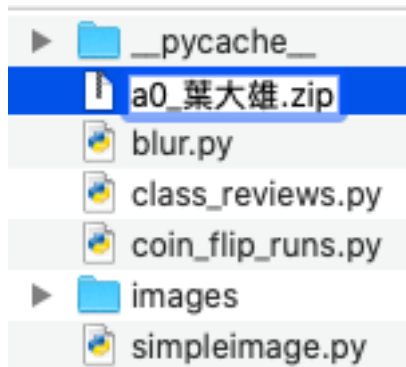 __pycache__
a0_葉大雄.zip
blur.py
class_reviews.py
coin_flip_runs.py
images
simpleimage.py